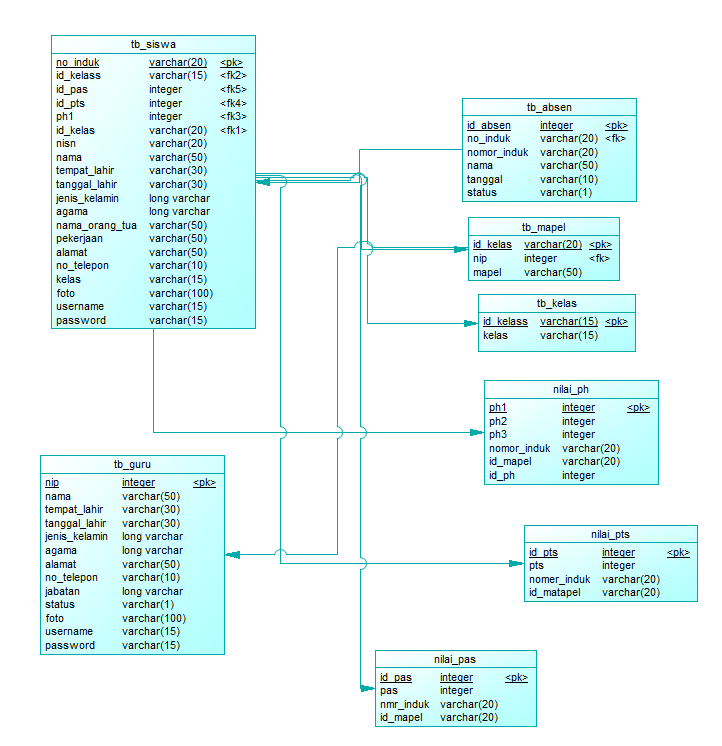 tb_siswa
no_induk varchar(20) <pk>
id_kelass varchar(15) <fk2>
id_pas integer <fk5>
id_pts integer <fk4>
ph1 integer <fk3>
id_kelas varchar(20) <fk1>
nisn varchar(20)
nama varchar(50)
tempat_lahir varchar(30)
tanggal_lahir varchar(30)
jenis_kelamin long varchar
agama long varchar
nama_orang_tua varchar(50)
pekerjaan varchar(50)
alamat varchar(50)
no_telepon varchar(10)
kelas varchar(15)
foto varchar(100)
username varchar(15)
password varchar(15)
tb_absen
id_absen integer <pk>
no_induk varchar(20) <fk>
nomor_induk varchar(20)
nama varchar(50)
tanggal varchar(10)
status varchar(1)
tb_mapel
id_kelas varchar(20) <pk>
nip integer <fk>
mapel varchar(50)
tb_kelas
id_kelass varchar(15) <pk>
kelas varchar(15)
nilai_ph
ph1 integer <pk>
ph2 integer
ph3 integer
nomor_induk varchar(20)
id_mapel varchar(20)
id_ph integer
tb_guru
nip integer <pk>
nama varchar(50)
tempat_lahir varchar(30)
tanggal_lahir varchar(30)
jenis_kelamin long varchar
agama long varchar
alamat varchar(50)
no_telepon varchar(10)
jabatan long varchar
status varchar(1)
foto varchar(100)
username varchar(15)
password varchar(15)
nilai_pts
id_pts integer <pk>
pts integer
nomer_induk varchar(20)
id_matapel varchar(20)
nilai_pas
id_pas integer <pk>
pas integer
nmr_induk varchar(20)
id_mapel varchar(20)